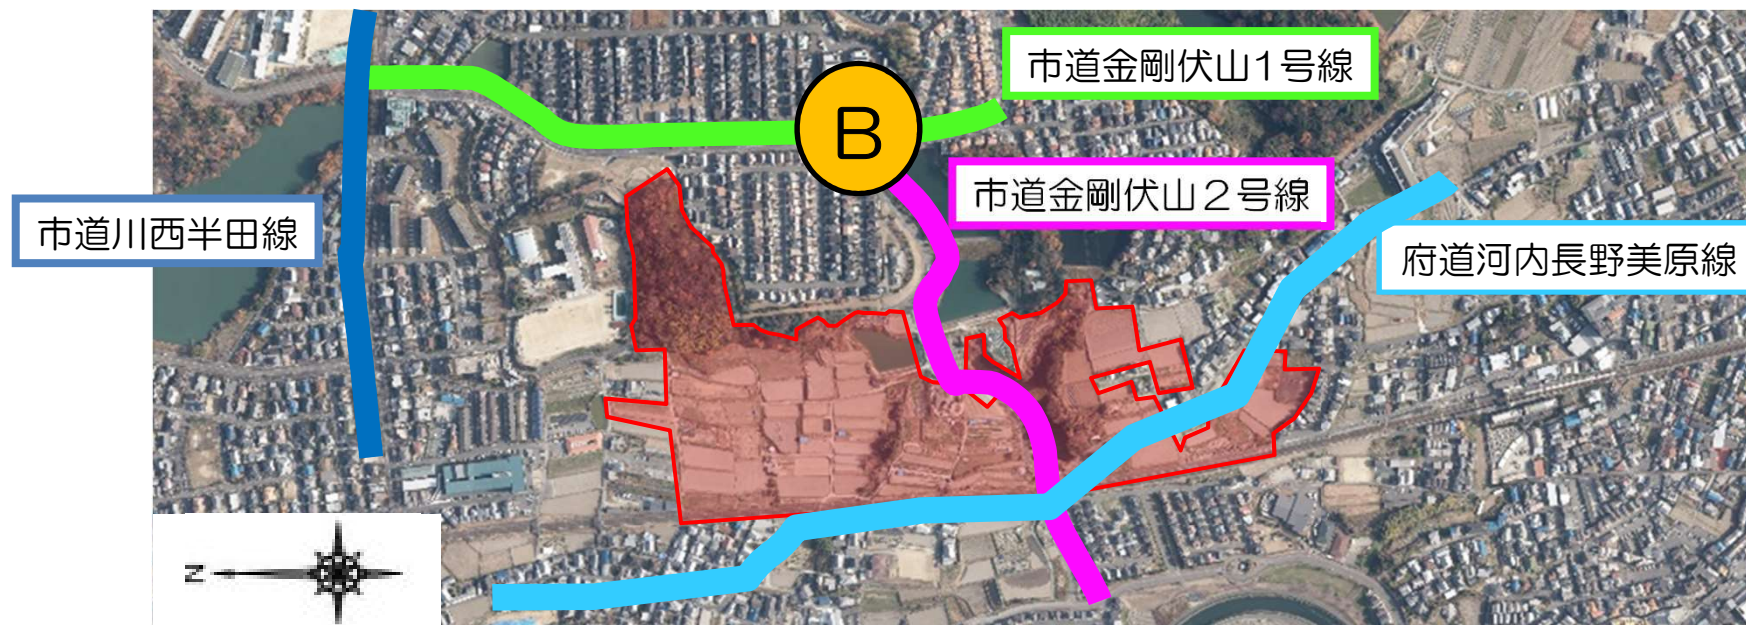 市道金剛伏山1号線
B
市道金剛伏山２号線
市道川西半田線
府道河内長野美原線
N